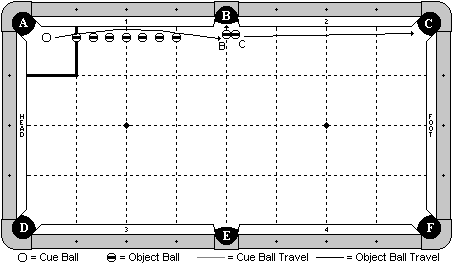 A B C
1 2
B C
HEAD FOOT
D E F
3 4
= Cue Ball = Object Ball = Cue Ball Travel = Object Ball Travel